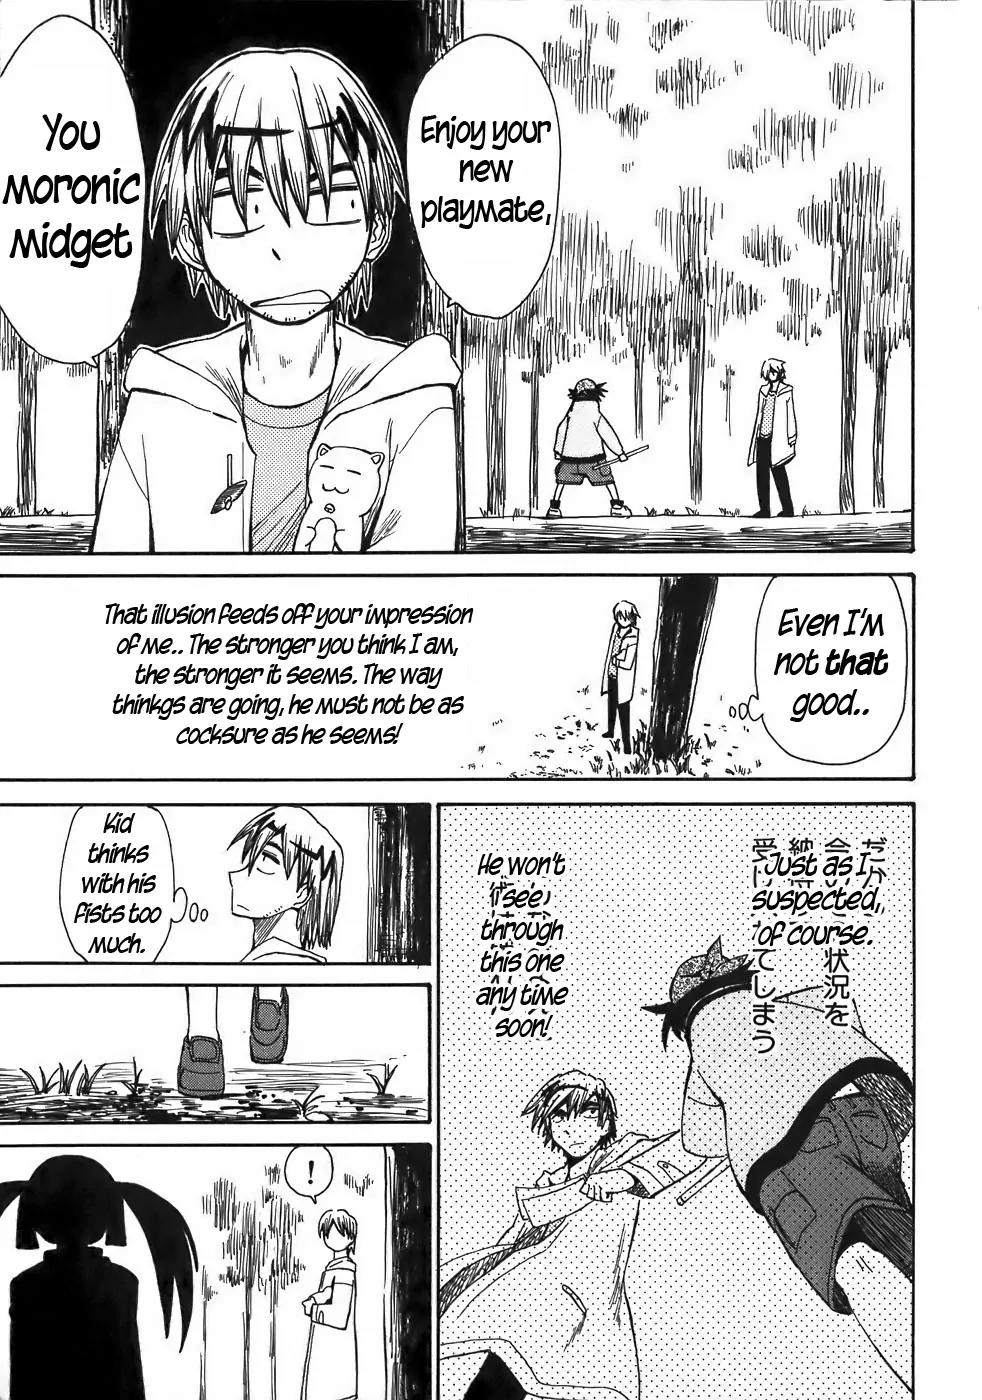 Enjoy your
new
playmate,
You
moronic
midget
Even I'm
not that
good..
That illusion feeds off your impression
of me.. The stronger you think I am,
the stronger it seems. The way
thinkgs are going, he must not be as
cocksure as he seems!
Just as I
suspected,
of course.
状況を
てしまう
He won't
see
through
this one
any time
soon!
Kid
thinks
with his
fists too
much.
!